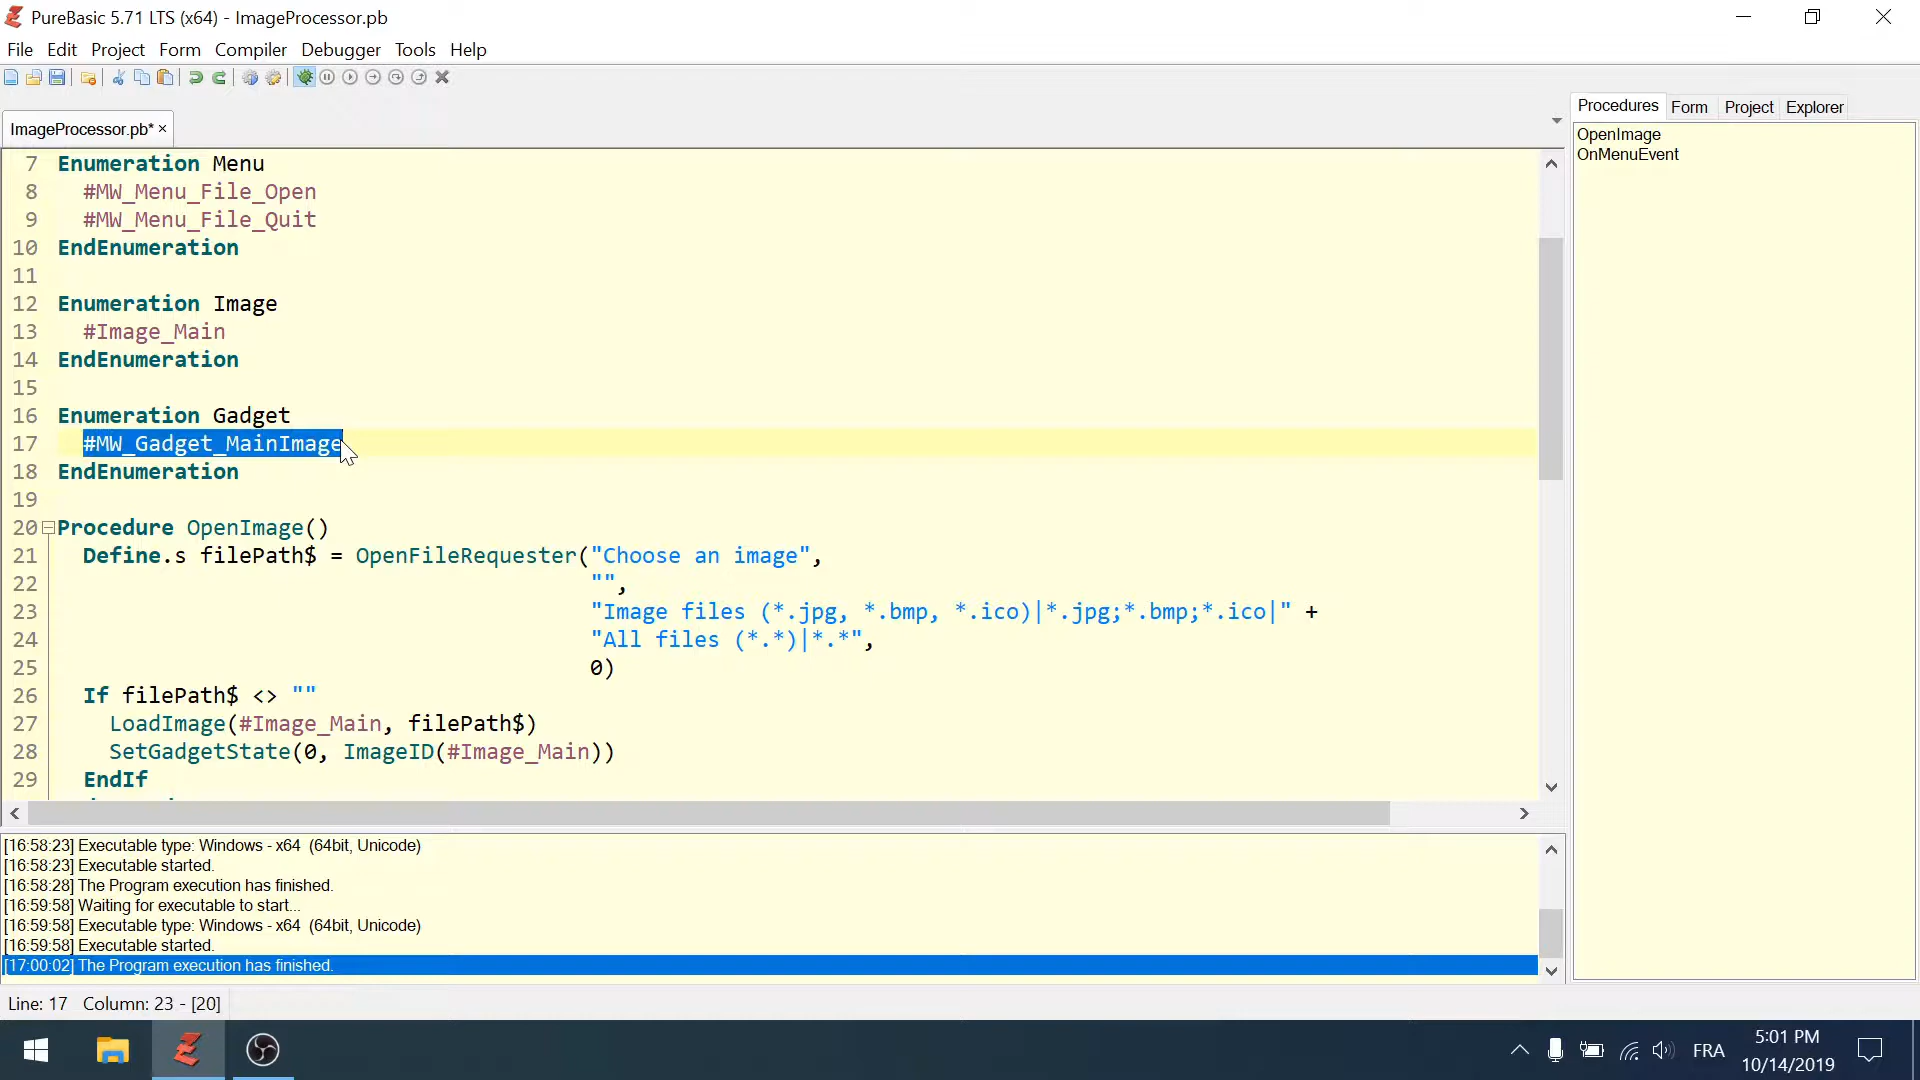 PureBasic 5.71 LTS (x64) - ImageProcessor.pb
File Edit Project Form Compiler Debugger Tools Help
ImageProcessor.pb* ×
Procedures Form Project Explorer
OpenImage
OnMenuEvent
7 Enumeration Menu
8 #MW_Menu_File_Open
9 #MW_Menu_File_Quit
10 EndEnumeration
11
12 Enumeration Image
13 #Image_Main
14 EndEnumeration
15
16 Enumeration Gadget
17 #MW_Gadget_MainImage
18 EndEnumeration
19
20 Procedure OpenImage()
21 Define.s filePath$ = OpenFileRequester("Choose an image",
22 "",
23 "Image files (*.jpg, *.bmp, *.ico)|*.jpg;*.bmp;*.ico|" +
24 "All files (*.*)|*.*",
25 0)
26 If filePath$ <> ""
27 LoadImage(#Image_Main, filePath$)
28 SetGadgetState(0, ImageID(#Image_Main))
29 EndIf
[16:58:23] Executable type: Windows - x64 (64bit, Unicode)
[16:58:23] Executable started.
[16:58:28] The Program execution has finished.
[16:59:58] Waiting for executable to start...
[16:59:58] Executable type: Windows - x64 (64bit, Unicode)
[16:59:58] Executable started.
[17:00:02] The Program execution has finished.
Line: 17 Column: 23 - [20]
FRA
5:01 PM
10/14/2019